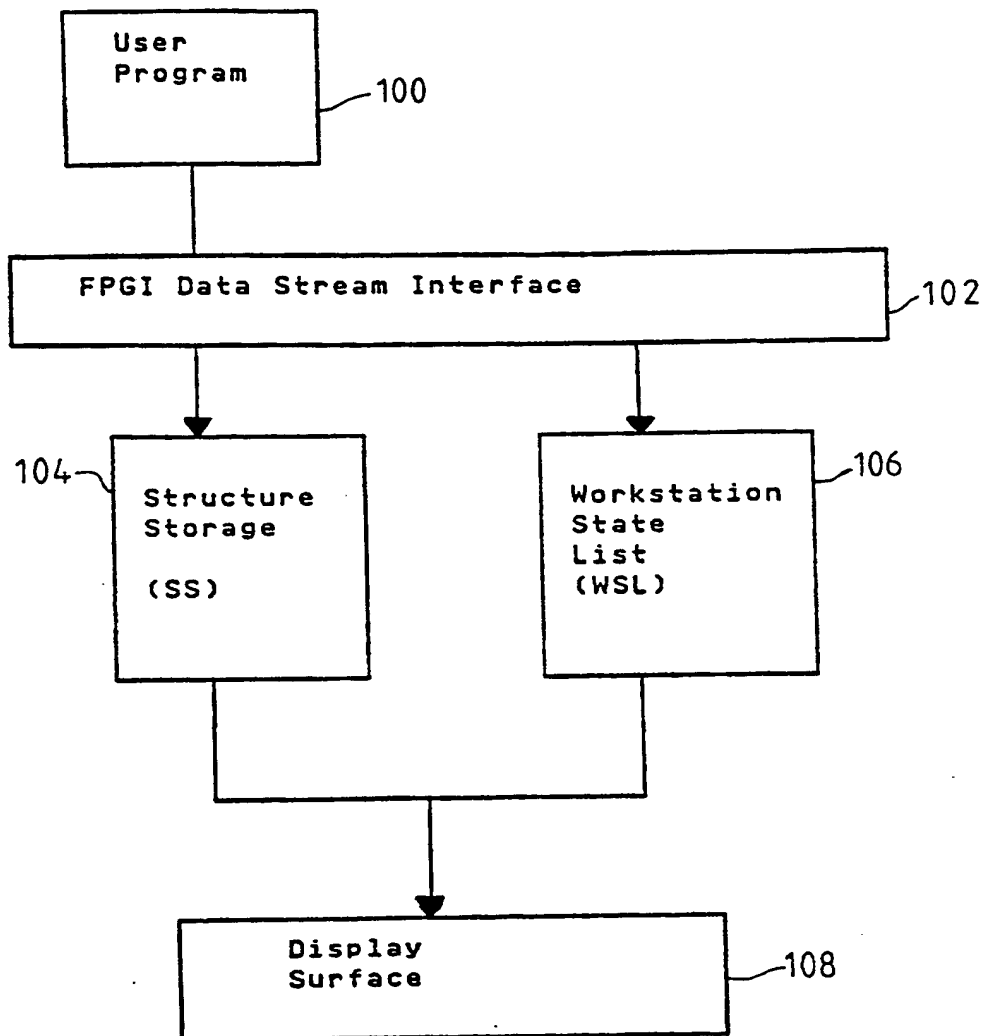 User
Program
100
FPGI Data Stream Interface
102
104
Structure
Storage
(SS)
Workstation
State
List
(WSL)
106
Display
Surface
108